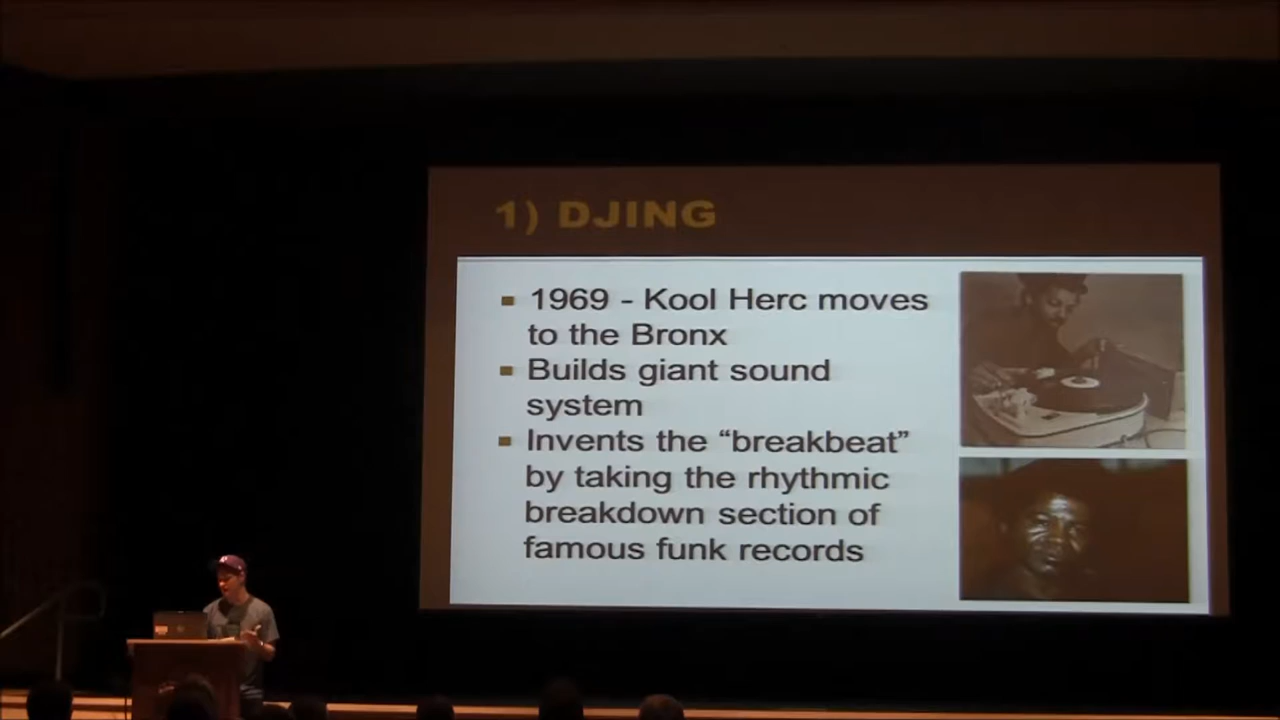 1) DJING
1969 - Kool Herc moves
to the Bronx
Builds giant sound
system
Invents the “breakbeat”
by taking the rhythmic
breakdown section of
famous funk records